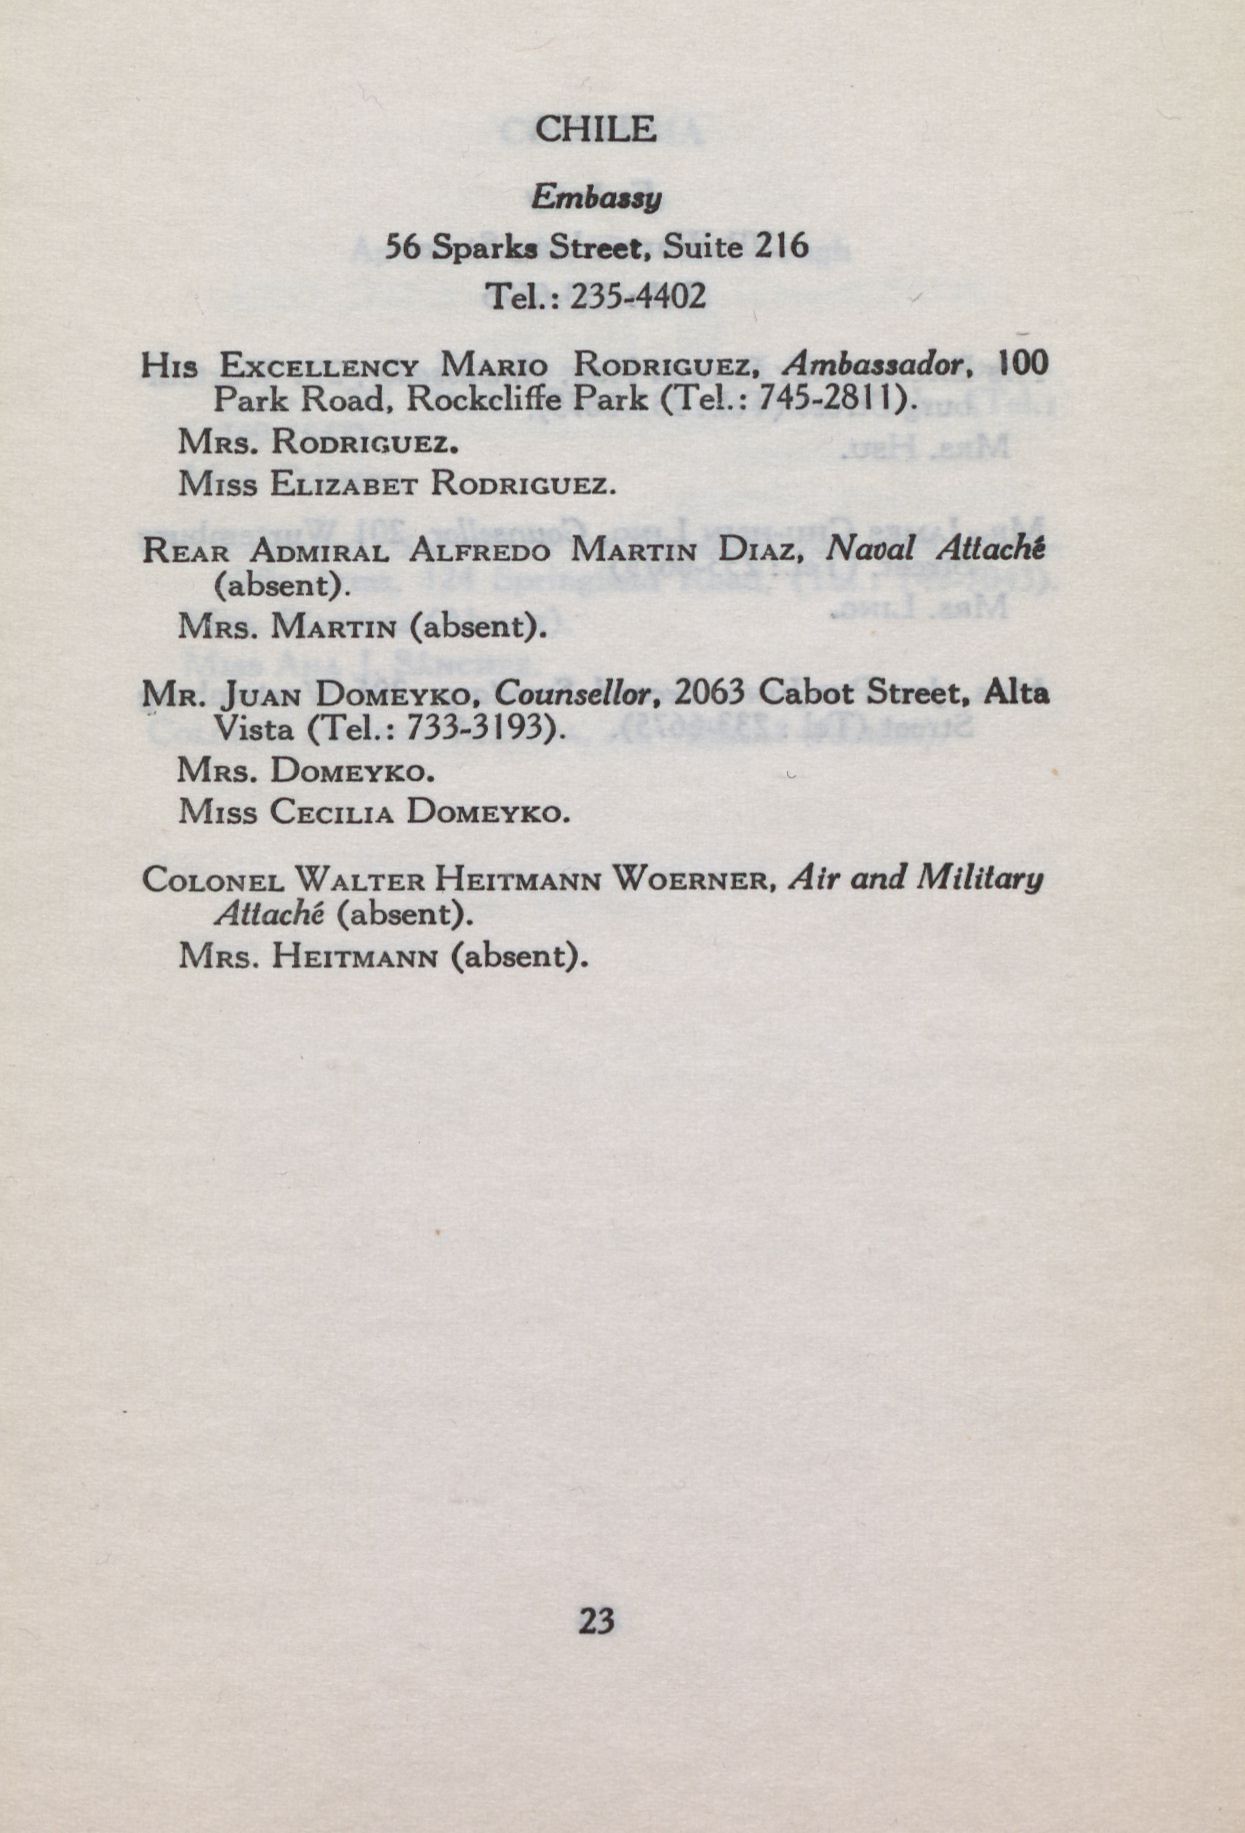 CHILE
Embassy
56 Sparks Street, Suite 216
Tel.: 235-4402
HIS EXCELLENCY MARIO RODRIGUEZ, Ambassador, 100
Park Road, Rockcliffe Park (Tel.: 745-2811).
MRS. RODRIGUEZ.
MISS ELIZABET RODRIGUEZ.
REAR ADMIRAL ALFREDO MARTIN DIAZ, Naval Attaché
(absent).
MRS. MARTIN (absent).
MR. JUAN DOMEYKO, Counsellor, 2063 Cabot Street, Alta
Vista (Tel.: 733-3193).
MRS. DOMEYKO.
MISS CECILIA DOMEYKO.
COLONEL WALTER HEITMANN WOERNER, Air and Military
Attaché (absent).
MRS. HEITMANN (absent).
23